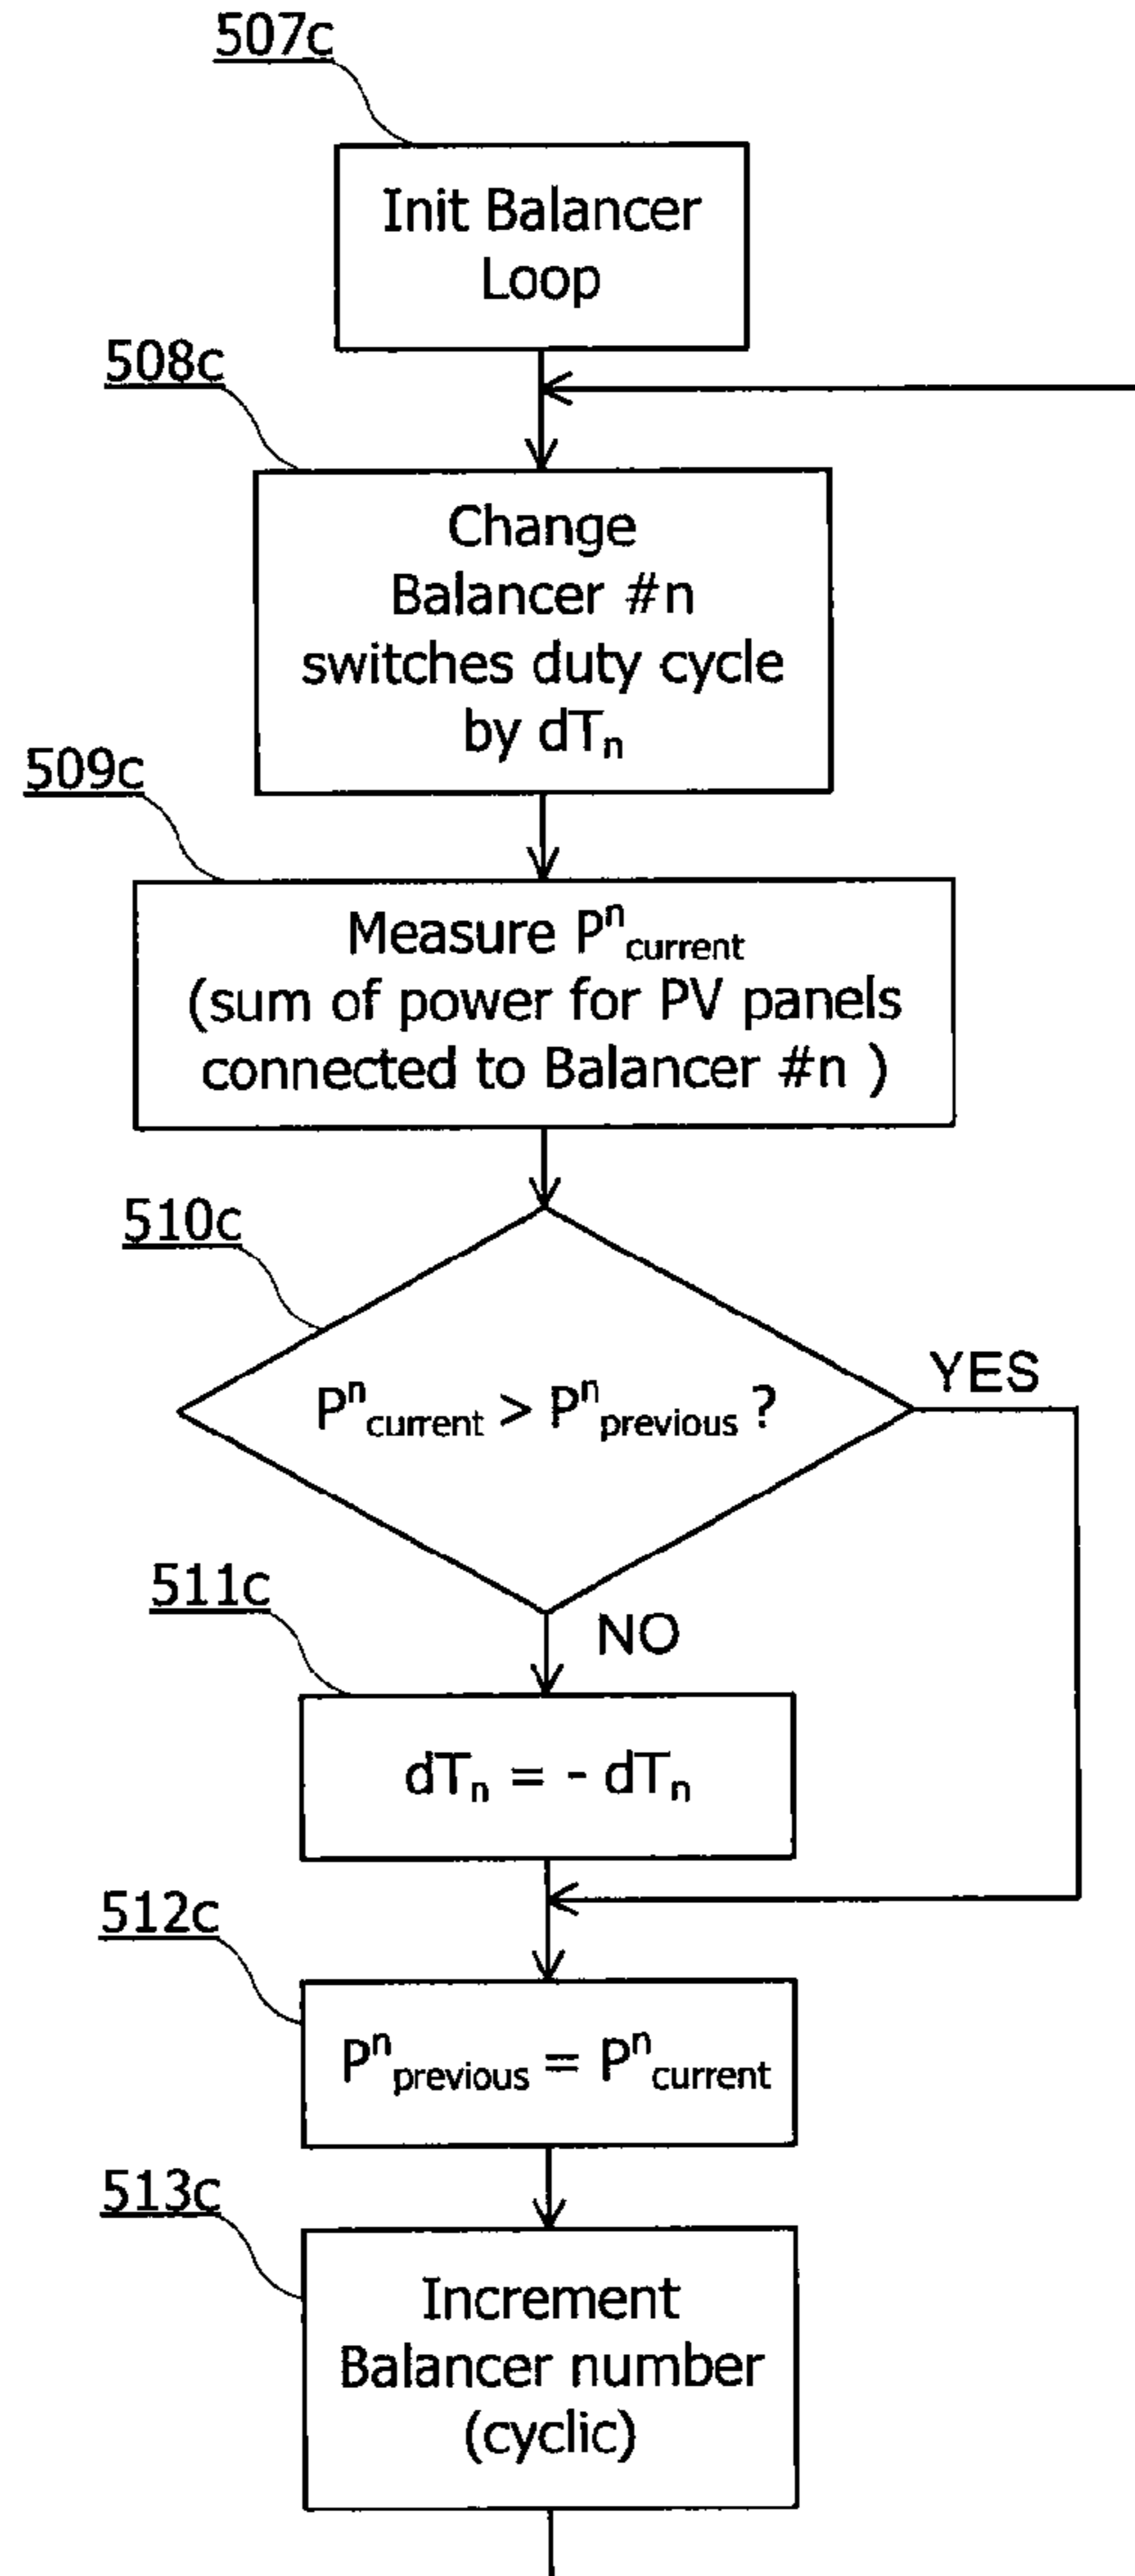 507c
Init Balancer
Loop
508c
Change
Balancer #n
switches duty cycle
by dTₙ
509c
Measure Pⁿcurrent
(sum of power for PV panels
connected to Balancer #n )
510c
Pⁿcurrent > Pⁿprevious ?
YES
511c
NO
dTₙ = - dTₙ
512c
Pⁿprevious = Pⁿcurrent
513c
Increment
Balancer number
(cyclic)